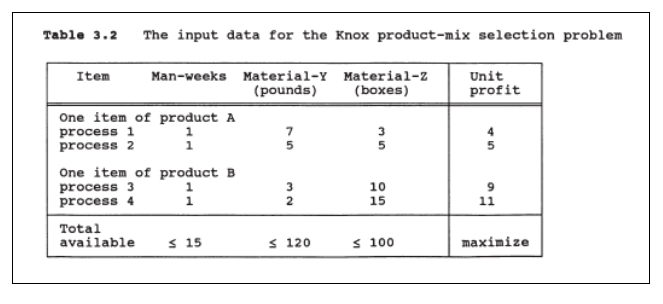 Table 3.2 The input data for the Knox product-mix selection problem
Item Man-weeks Material-Y Material-Z Unit
(pounds) (boxes) profit
One item of product A
process 1 1 7 3 4
process 2 1 5 5 5
One item of product B
process 3 1 3 10 9
process 4 1 2 15 11
Total
available ≤ 15 ≤ 120 ≤ 100 maximize